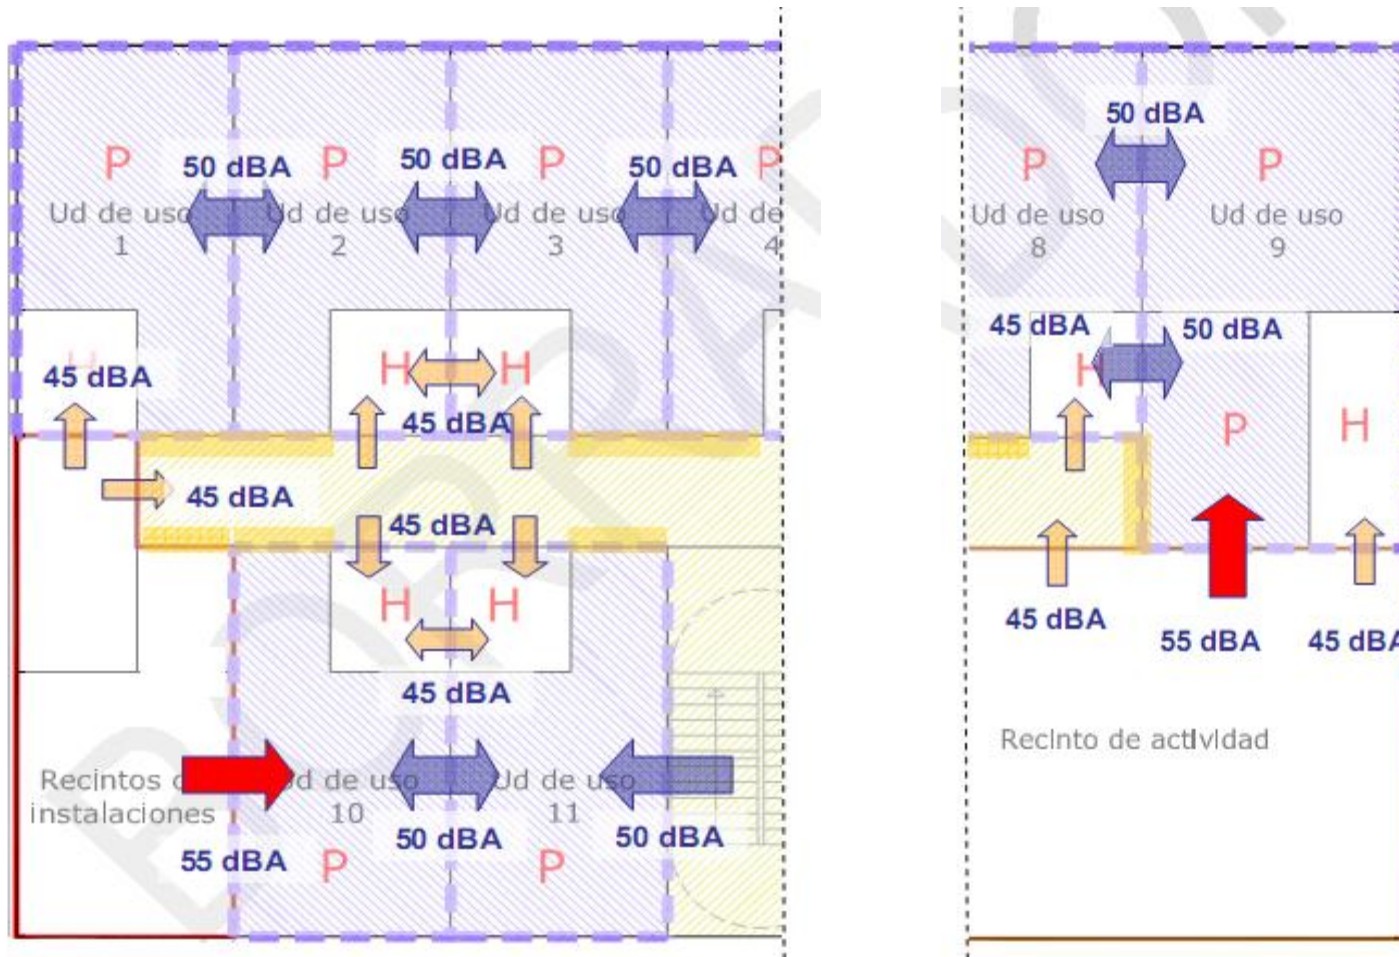 50 dBA
P
50 dBA
P
50 dBA
P
50 dBA
P
P
P
Ud de uso
1
Ud de uso
2
Ud de uso
3
Ud de
4
Ud de uso
8
Ud de uso
9
45 dBA
H
H
H
45 dBA
45 dBA
50 dBA
H
P
H
45 dBA
45 dBA
H
H
45 dBA
45 dBA
55 dBA
45 dBA
Recintos
instalaciones
Ud de uso
10
Ud de uso
11
Recinto de actividad
55 dBA
P
50 dBA
P
50 dBA
BORRADOR